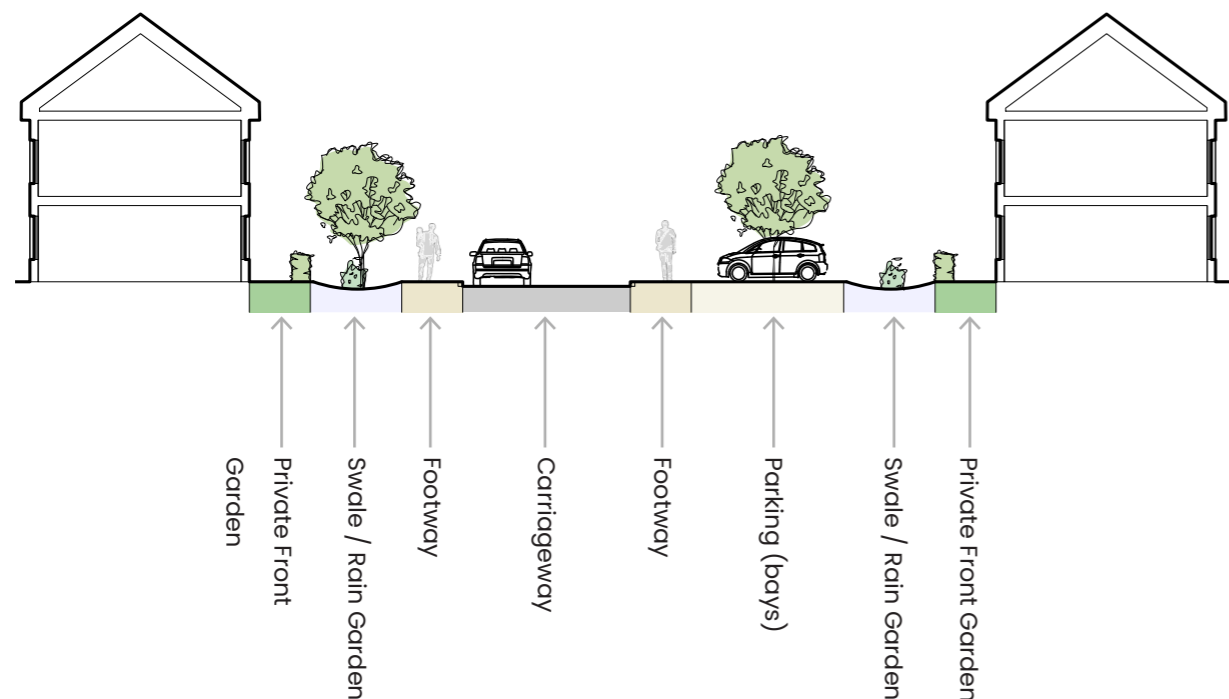 Private Front
Garden
Swale / Rain Garden
Footway
Carriageway
Footway
Parking (bays)
Swale / Rain Garden
Private Front Garden